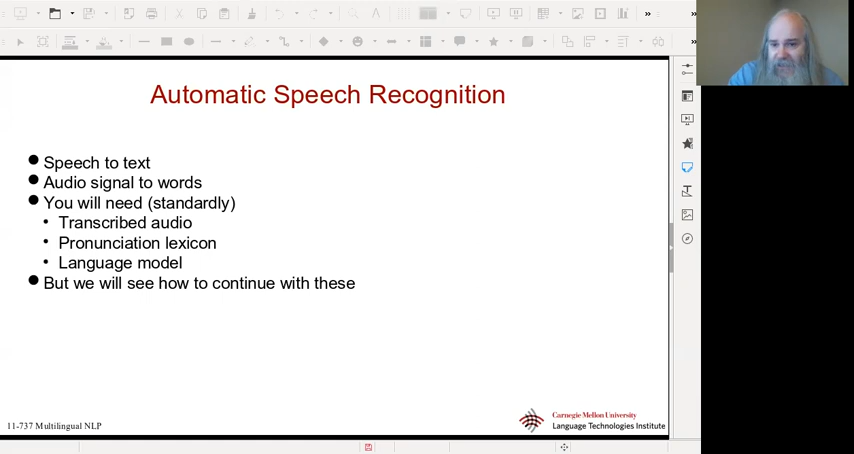 Automatic Speech Recognition
Speech to text
Audio signal to words
You will need (standardly)
Transcribed audio
Pronunciation lexicon
Language model
But we will see how to continue with these
11-737 Multilingual NLP
Carnegie Mellon University
Language Technologies Institute